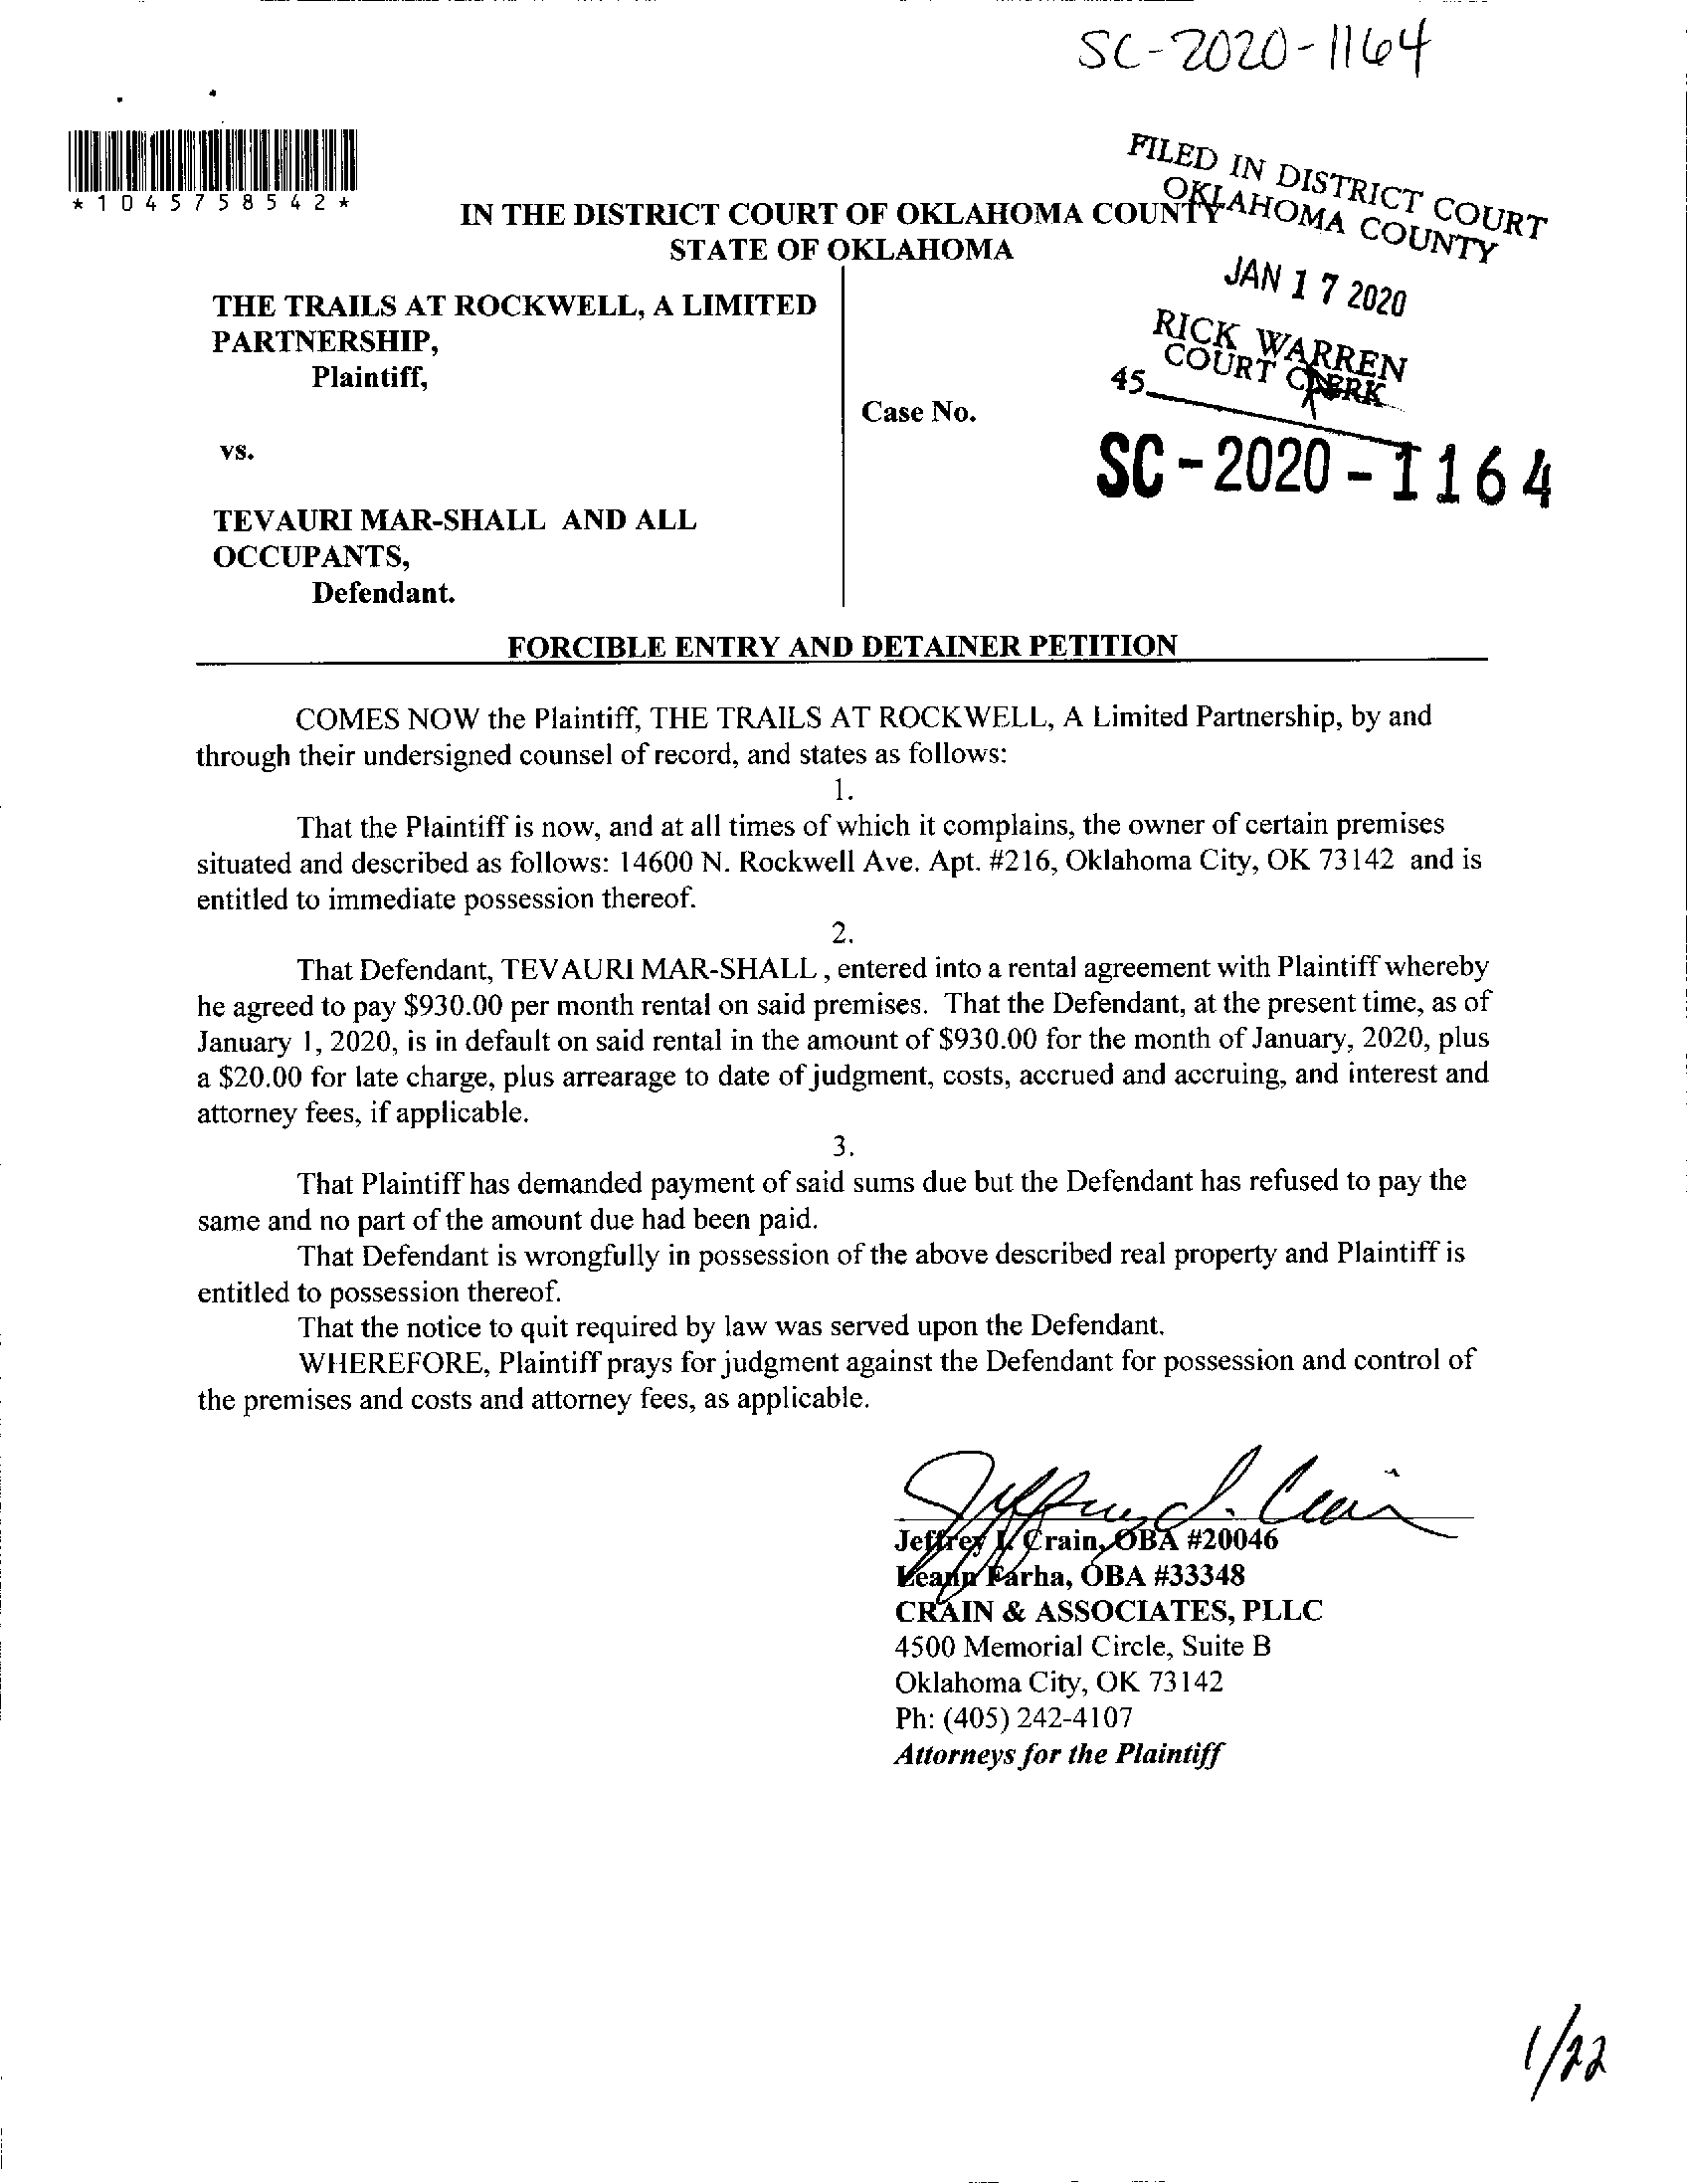 SC-2020-1164
*1045758542*
FILED IN DISTRICT COURT
OKLAHOMA COUNTY
IN THE DISTRICT COURT OF OKLAHOMA COUNTY
STATE OF OKLAHOMA
JAN 17 2020
RICK WARREN
COURT CLERK
45
THE TRAILS AT ROCKWELL, A LIMITED
PARTNERSHIP,
Plaintiff,
Case No.
SC-2020-1164
vs.
TEVAURI MAR-SHALL AND ALL
OCCUPANTS,
Defendant.
FORCIBLE ENTRY AND DETAINER PETITION
COMES NOW the Plaintiff, THE TRAILS AT ROCKWELL, A Limited Partnership, by and
through their undersigned counsel of record, and states as follows:
1.
That the Plaintiff is now, and at all times of which it complains, the owner of certain premises
situated and described as follows: 14600 N. Rockwell Ave. Apt. #216, Oklahoma City, OK 73142 and is
entitled to immediate possession thereof.
2.
That Defendant, TEVAURI MAR-SHALL , entered into a rental agreement with Plaintiff whereby
he agreed to pay $930.00 per month rental on said premises. That the Defendant, at the present time, as of
January 1, 2020, is in default on said rental in the amount of $930.00 for the month of January, 2020, plus
a $20.00 for late charge, plus arrearage to date of judgment, costs, accrued and accruing, and interest and
attorney fees, if applicable.
3.
That Plaintiff has demanded payment of said sums due but the Defendant has refused to pay the
same and no part of the amount due had been paid.
That Defendant is wrongfully in possession of the above described real property and Plaintiff is
entitled to possession thereof.
That the notice to quit required by law was served upon the Defendant.
WHEREFORE, Plaintiff prays for judgment against the Defendant for possession and control of
the premises and costs and attorney fees, as applicable.
Jeffrey I. Crain
Jeffrey I. Crain, OBA #20046
Leann Farha, OBA #33348
CRAIN & ASSOCIATES, PLLC
4500 Memorial Circle, Suite B
Oklahoma City, OK 73142
Ph: (405) 242-4107
Attorneys for the Plaintiff
1/22